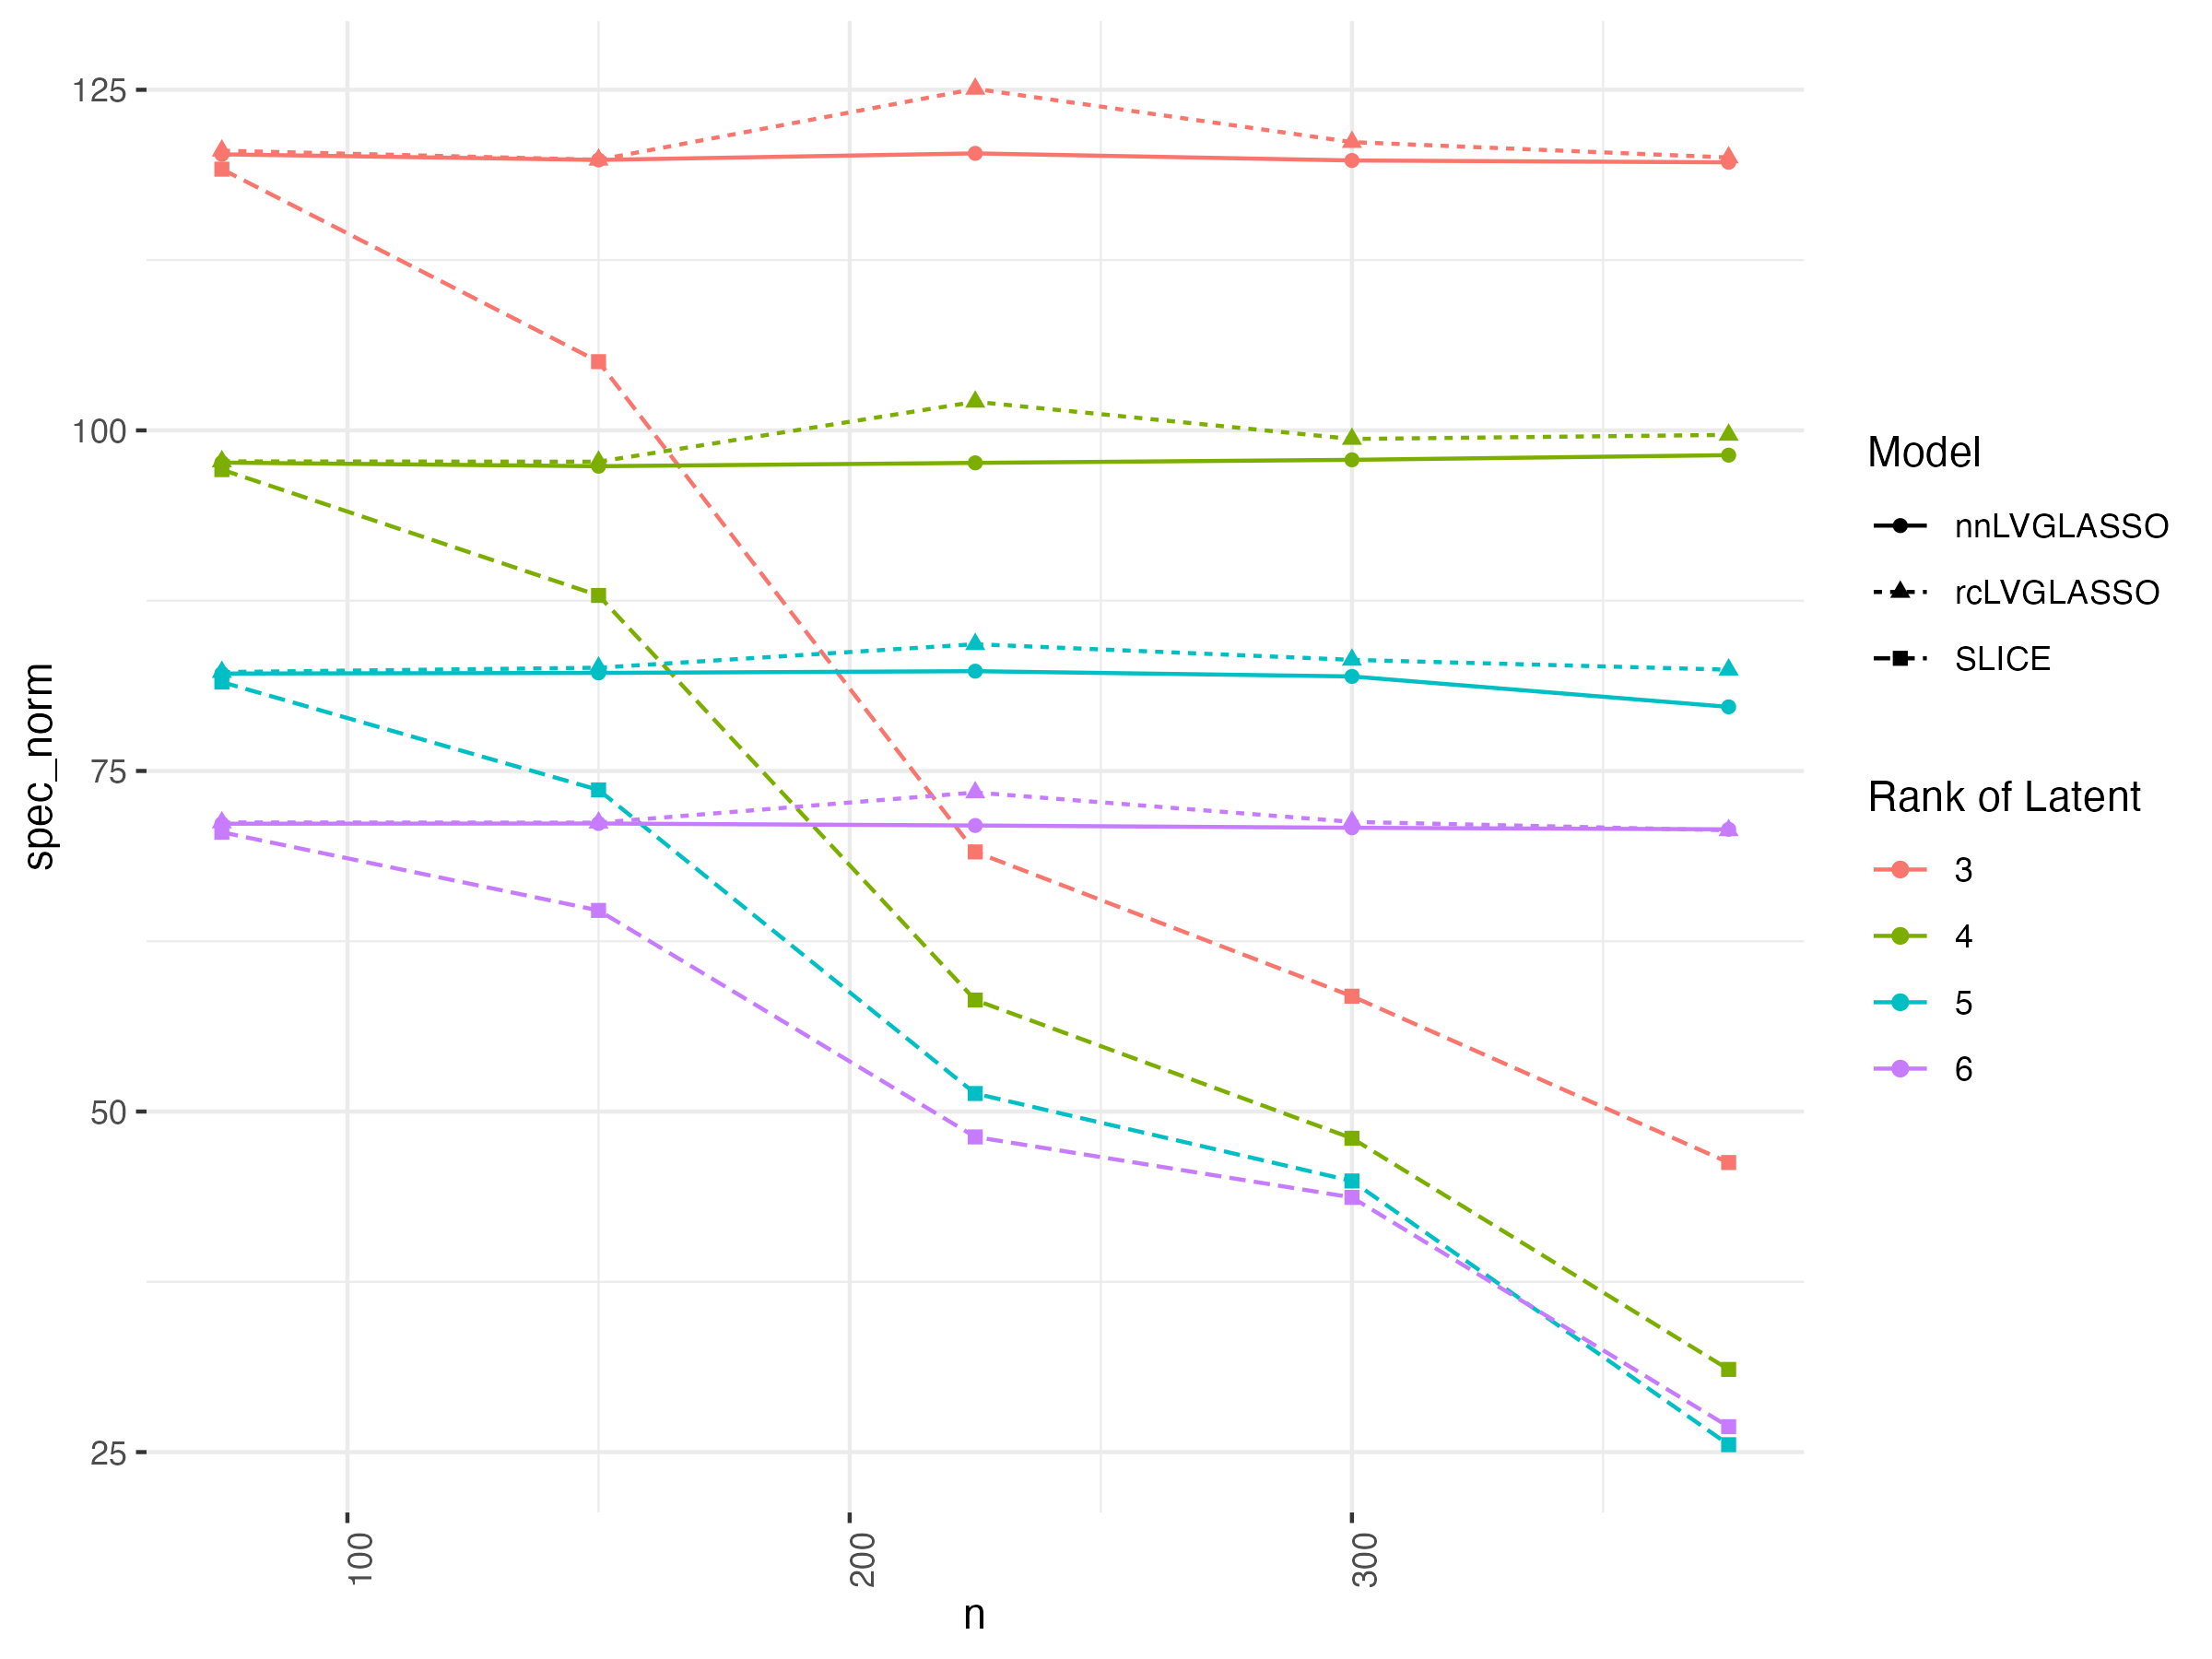 125
100
75
50
25
spec_norm
100
200
300
n
Model
nnLVGLASSO
rcLVGLASSO
SLICE
Rank of Latent
3
4
5
6